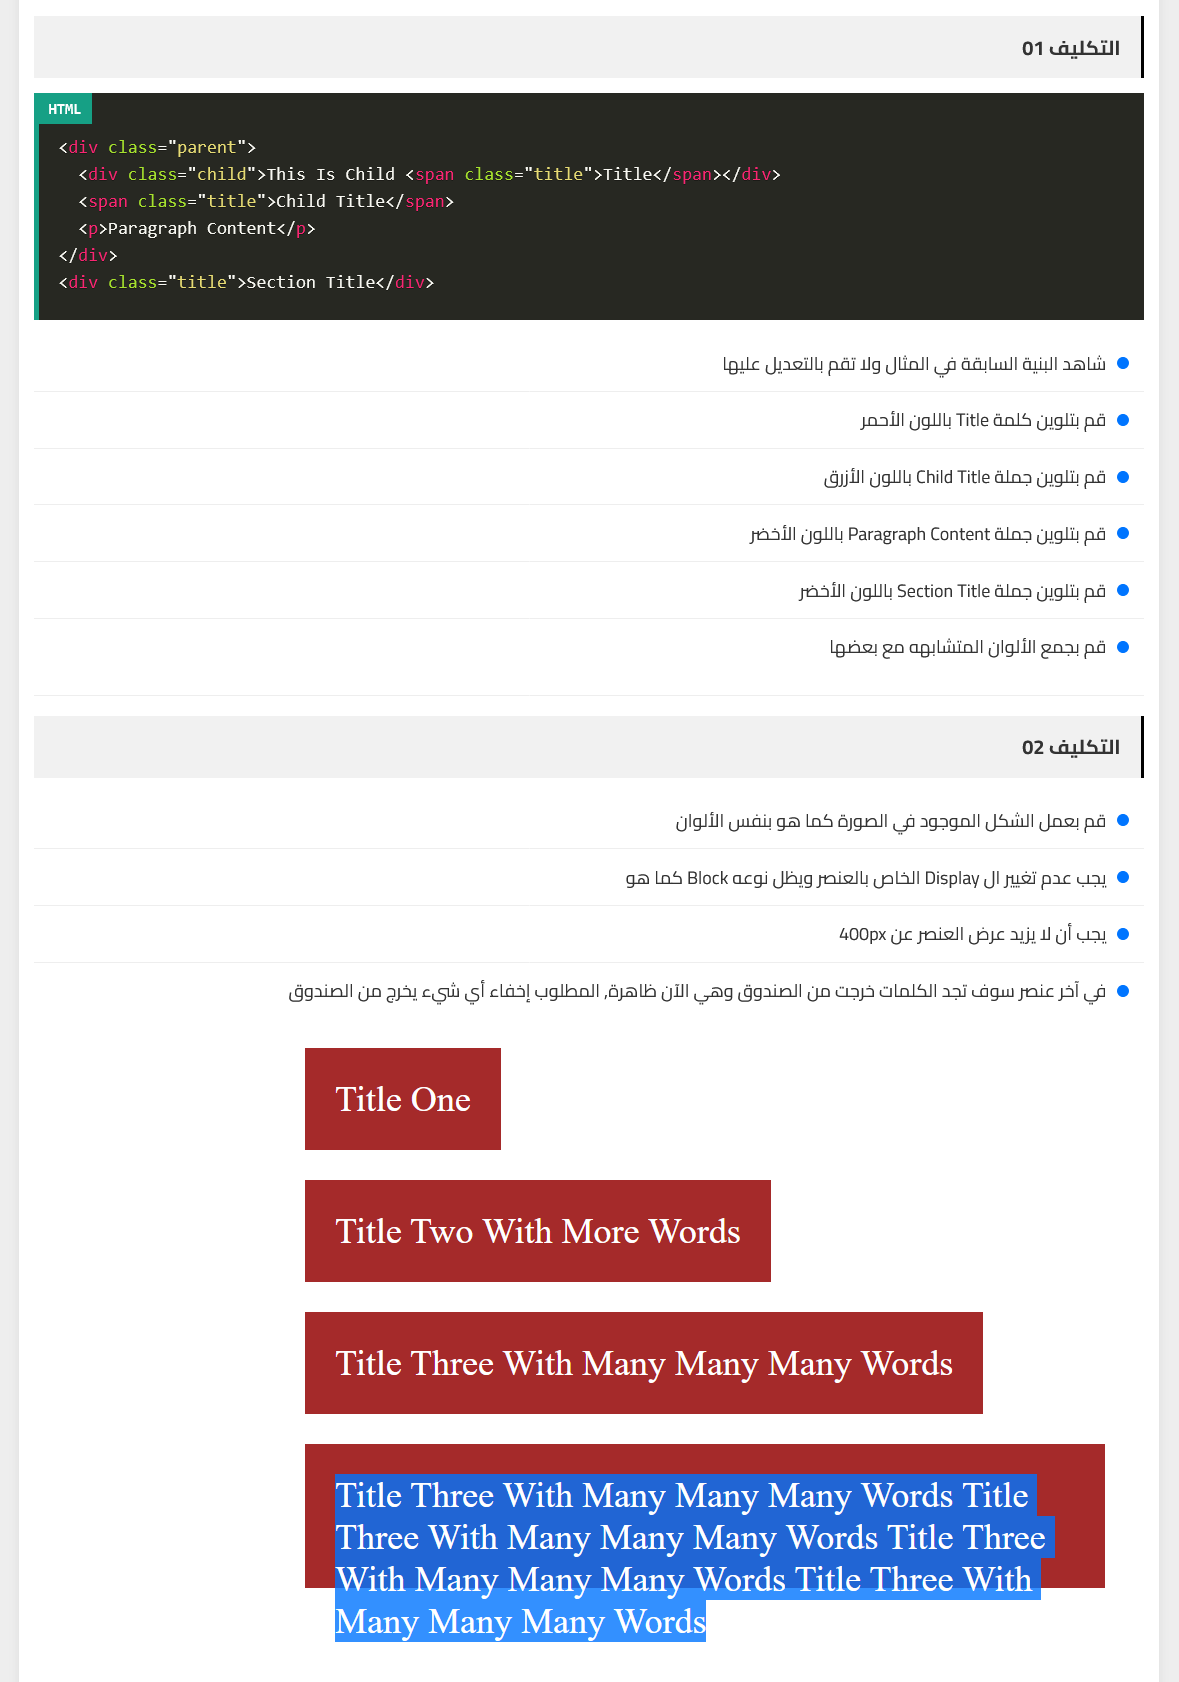 التكليف 01
HTML
<div class="parent">
  <div class="child">This Is Child <span class="title">Title</span></div>
  <span class="title">Child Title</span>
  <p>Paragraph Content</p>
</div>
<div class="title">Section Title</div>
شاهد البنية السابقة في المثال ولا تقم بالتعديل عليها
قم بتلوين كلمة Title باللون الأحمر
قم بتلوين جملة Child Title باللون الأزرق
قم بتلوين جملة Paragraph Content باللون الأخضر
قم بتلوين جملة Section Title باللون الأخضر
قم بجمع الألوان المتشابهه مع بعضها
التكليف 02
قم بعمل الشكل الموجود في الصورة كما هو بنفس الألوان
يجب عدم تغيير ال Display الخاص بالعنصر ويظل نوعه Block كما هو
يجب أن لا يزيد عرض العنصر عن 400px
في آخر عنصر سوف تجد الكلمات خرجت من الصندوق وهي الآن ظاهرة, المطلوب إخفاء أي شيء يخرج من الصندوق
Title One
Title Two With More Words
Title Three With Many Many Many Words
Title Three With Many Many Many Words Title
Three With Many Many Many Words Title Three
With Many Many Many Words Title Three With
Many Many Many Words